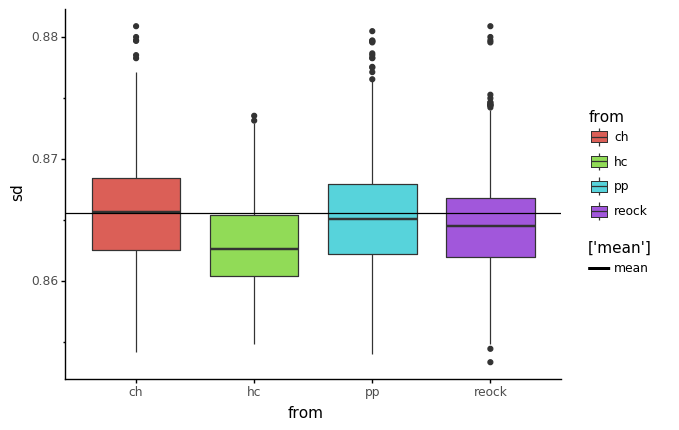 0.88
0.87
0.86
sd
ch
hc
pp
reock
from
from
ch
hc
pp
reock
['mean']
mean